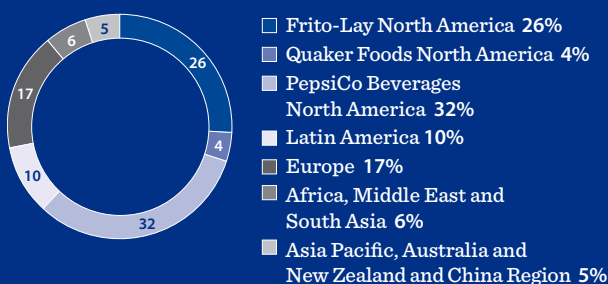 5
6
26
17
4
10
32
Frito-Lay North America 26%
Quaker Foods North America 4%
PepsiCo Beverages
North America 32%
Latin America 10%
Europe 17%
Africa, Middle East and
South Asia 6%
Asia Pacific, Australia and
New Zealand and China Region 5%